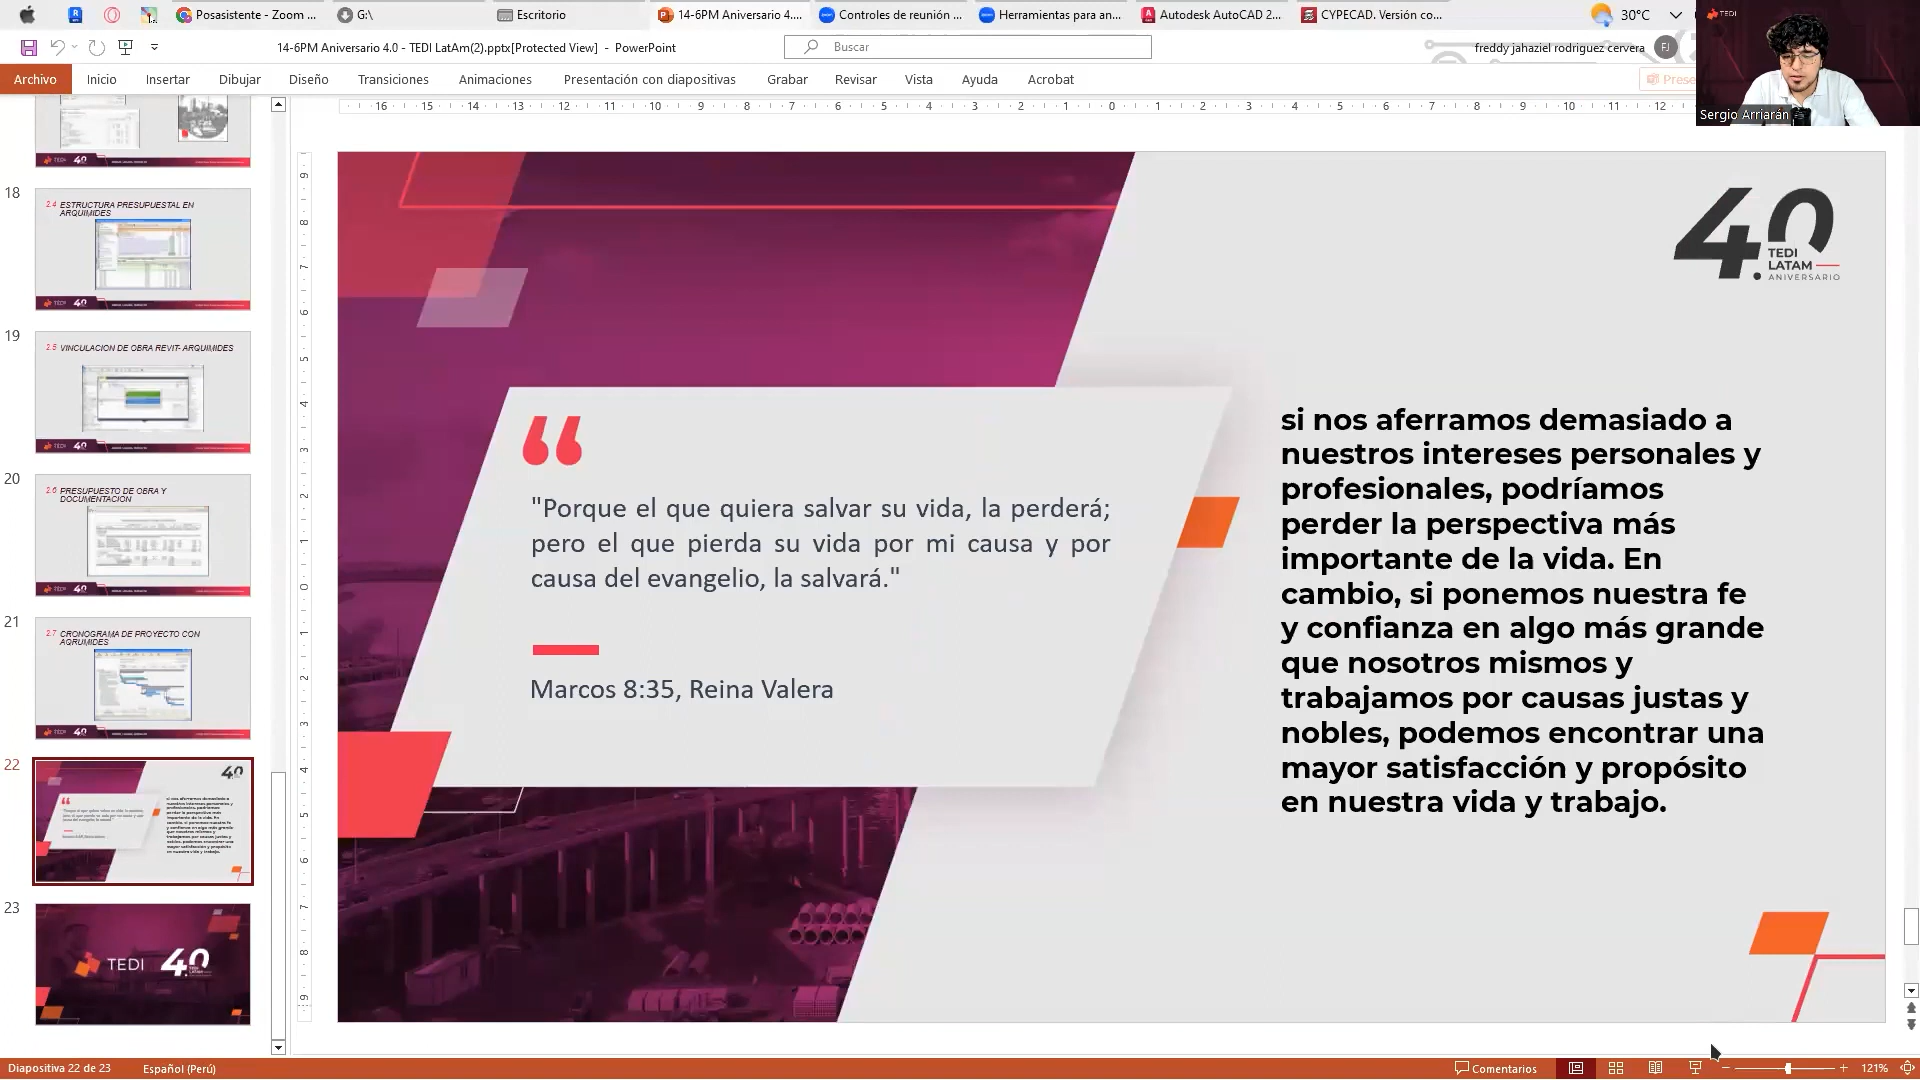 Posasistente - Zoom ...
G:\
Escritorio
14-6PM Aniversario 4....
Controles de reunión ...
Herramientas para an...
Autodesk AutoCAD 2...
CYPECAD. Versión co...
30°C
TEDI
14-6PM Aniversario 4.0 - TEDI LatAm(2).pptx[Protected View] - PowerPoint
Buscar
freddy jahaziel rodriguez cervera
FJ
Archivo
Inicio
Insertar
Dibujar
Diseño
Transiciones
Animaciones
Presentación con diapositivas
Grabar
Revisar
Vista
Ayuda
Acrobat
Prese
Sergio Arriarán
18
2.4 ESTRUCTURA PRESUPUESTAL EN
ARQUIMIDES
19
2.5 VINCULACION DE OBRA REVIT- ARQUIMIDES
20
2.6 PRESUPUESTO DE OBRA Y
DOCUMENTACION
21
2.7 CRONOGRAMA DE PROYECTO CON
AQRUMIDES
22
23
TEDI 4.0
4.0
TEDI
LATAM
ANIVERSARIO
“
"Porque el que quiera salvar su vida, la perderá;
pero el que pierda su vida por mi causa y por
causa del evangelio, la salvará."
Marcos 8:35, Reina Valera
si nos aferramos demasiado a
nuestros intereses personales y
profesionales, podríamos
perder la perspectiva más
importante de la vida. En
cambio, si ponemos nuestra fe
y confianza en algo más grande
que nosotros mismos y
trabajamos por causas justas y
nobles, podemos encontrar una
mayor satisfacción y propósito
en nuestra vida y trabajo.
Diapositiva 22 de 23
Español (Perú)
Comentarios
121%